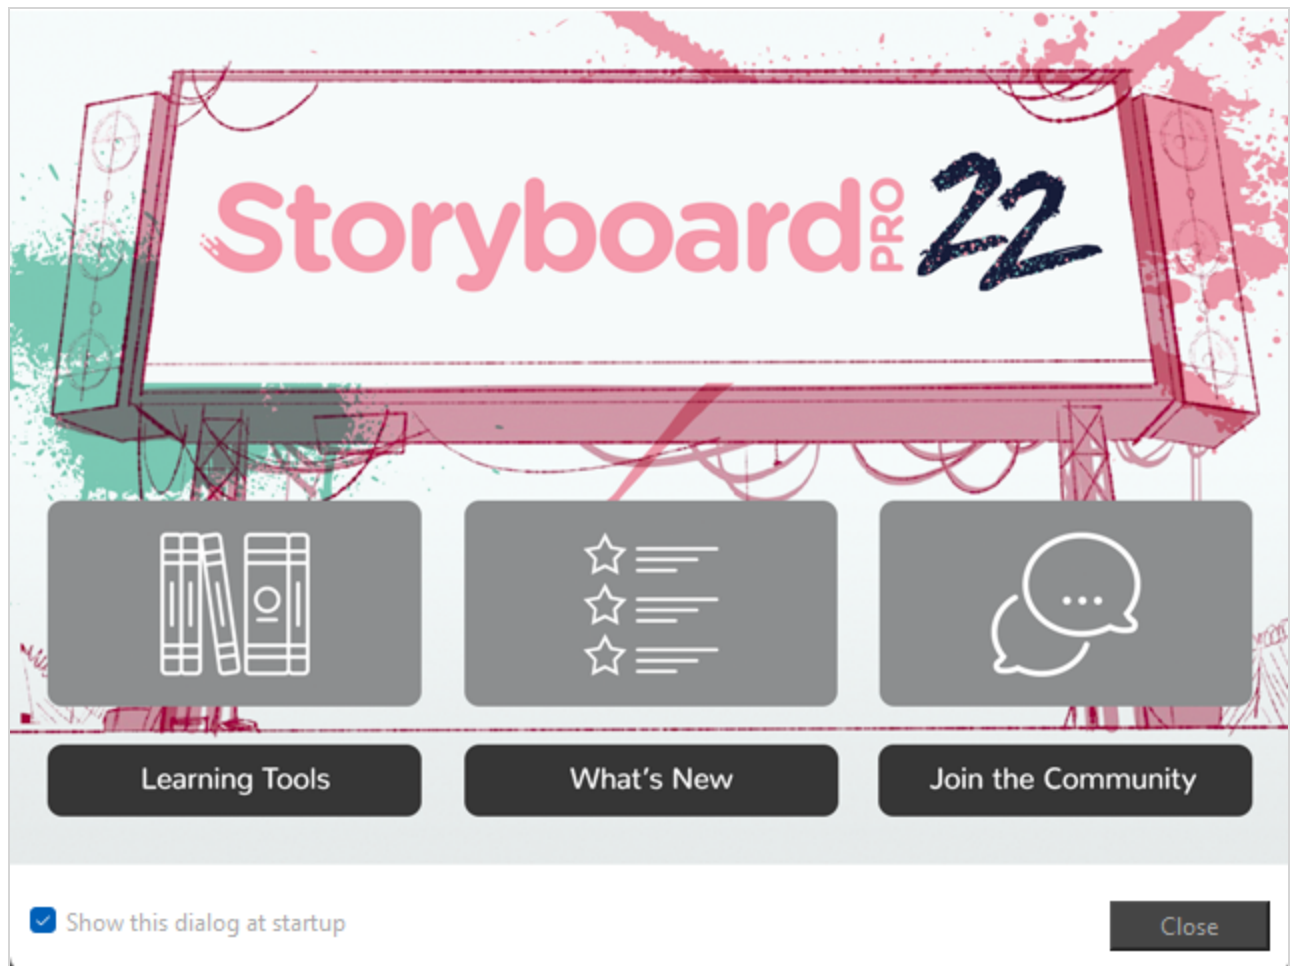 Storyboard PRO 22
Learning Tools
What's New
Join the Community
Show this dialog at startup
Close